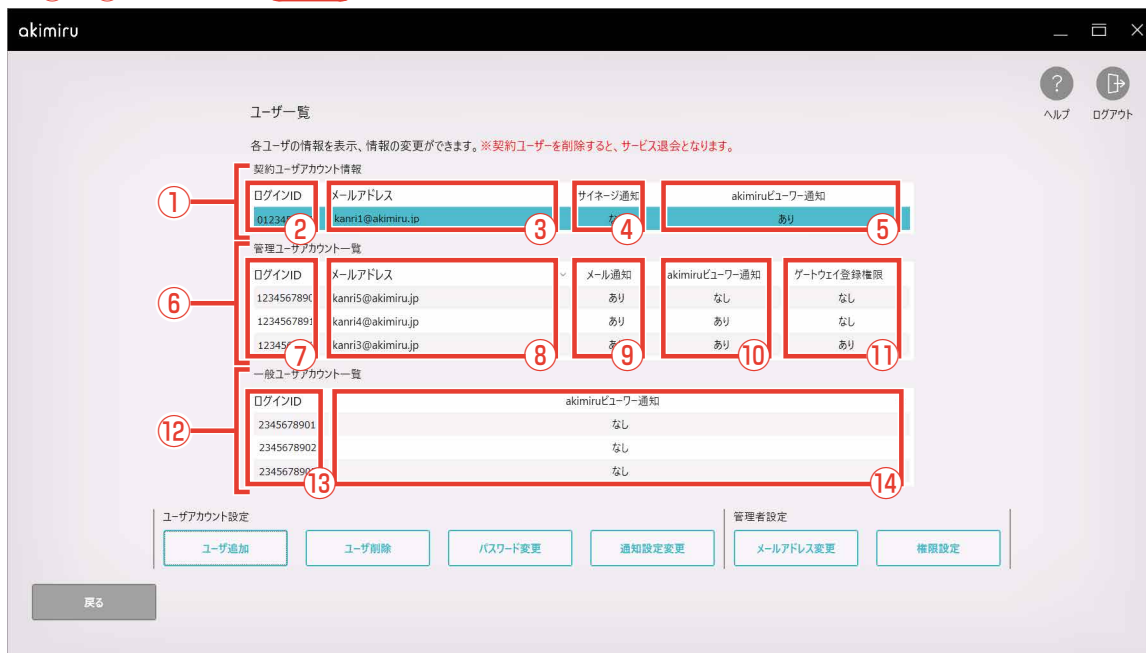 akimiru
ヘルプ ログアウト
ユーザ一覧
各ユーザの情報を表示、情報の変更ができます。※契約ユーザーを削除すると、サービス退会となります。
契約ユーザアカウント情報
① ログインID メールアドレス サイネージ通知 akimiruビューワー通知
kanri1@akimiru.jp あり
② ③ ④ ⑤
管理ユーザアカウント一覧
ログインID メールアドレス メール通知 akimiruビューワー通知 ゲートウェイ登録権限
⑥ kanri5@akimiru.jp あり なし なし
kanri4@akimiru.jp あり あり なし
kanri3@akimiru.jp あり あり
⑦ ⑧ ⑨ ⑩ ⑪
一般ユーザアカウント一覧
ログインID akimiruビューワー通知
⑫ 2345678901 なし
2345678902 なし
なし
⑬ ⑭
ユーザアカウント設定 管理者設定
ユーザ追加 ユーザ削除 パスワード変更 通知設定変更 メールアドレス変更 権限設定
戻る